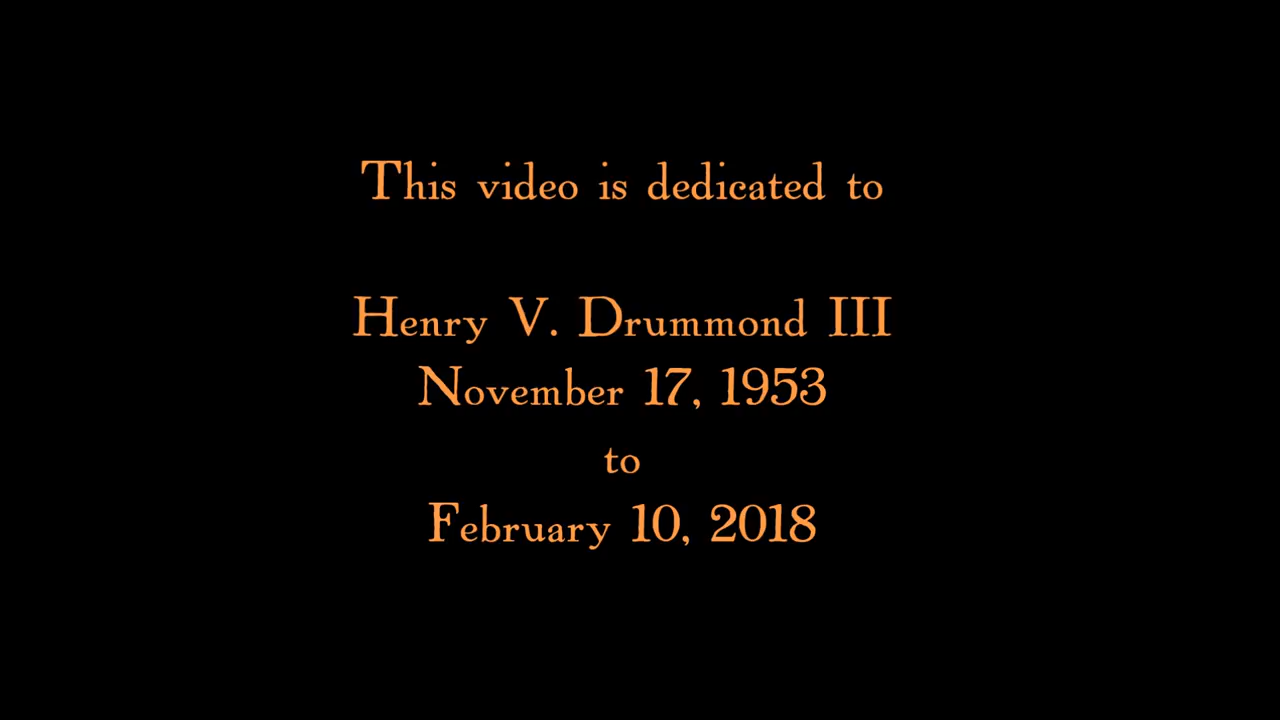 This video is dedicated to
Henry V. Drummond III
November 17, 1953
to
February 10, 2018